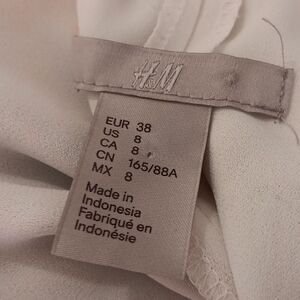 H&M
EUR 38
US 8
CA 8
CN 165/88A
MX 8
Made in
Indonesia
Fabriqué en
Indonésie